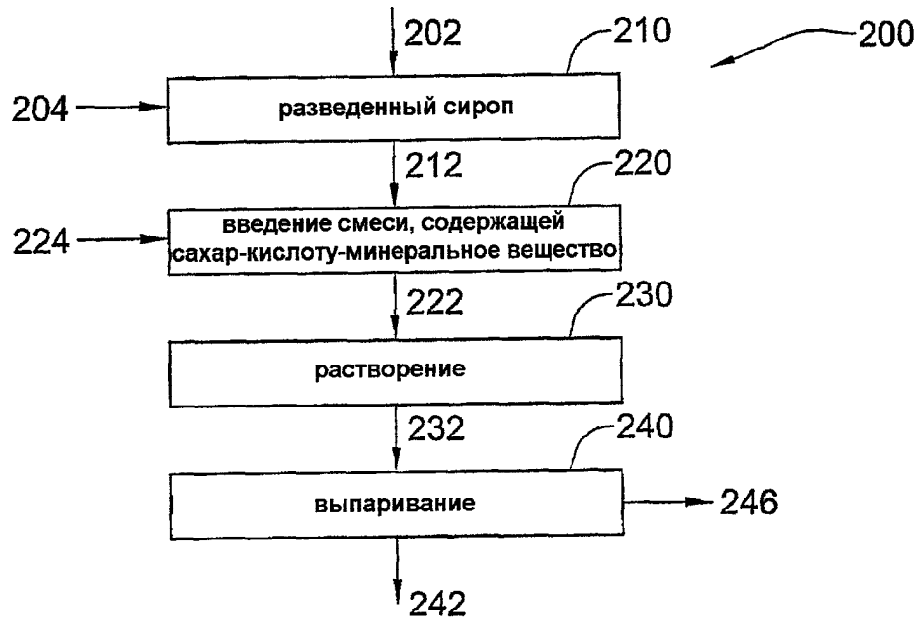 202
210
200
204
разведенный сироп
212
220
224
введение смеси, содержащей
сахар-кислоту-минеральное вещество
222
230
растворение
232
240
выпаривание
246
242